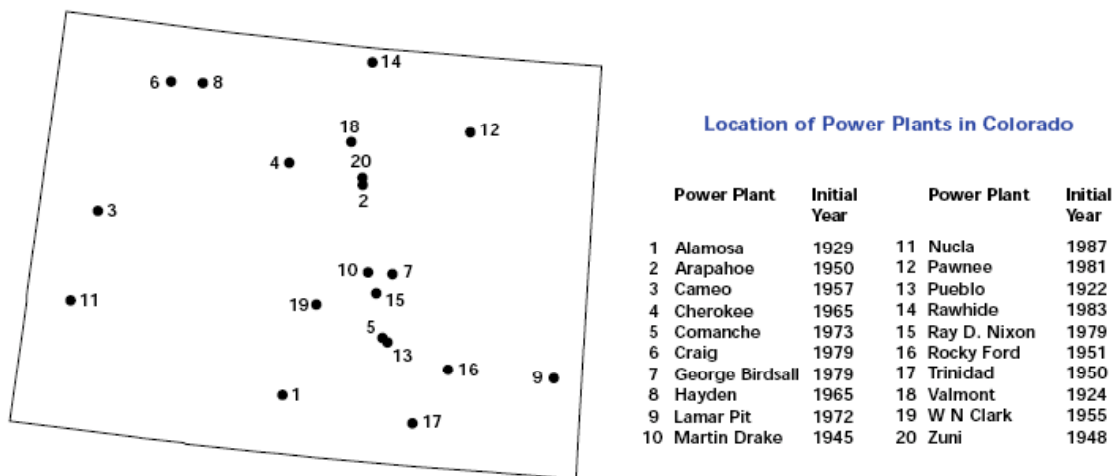 14
6
8
18
12
20
4
2
3
10
7
15
11
19
5
13
16
9
1
17
Location of Power Plants in Colorado
Power Plant Initial Year Power Plant Initial Year
1 Alamosa 1929 11 Nucla 1987
2 Arapahoe 1950 12 Pawnee 1981
3 Cameo 1957 13 Pueblo 1922
4 Cherokee 1965 14 Rawhide 1983
5 Comanche 1973 15 Ray D. Nixon 1979
6 Craig 1979 16 Rocky Ford 1951
7 George Birdsall 1979 17 Trinidad 1950
8 Hayden 1965 18 Valmont 1924
9 Lamar Pit 1972 19 W N Clark 1955
10 Martin Drake 1945 20 Zuni 1948